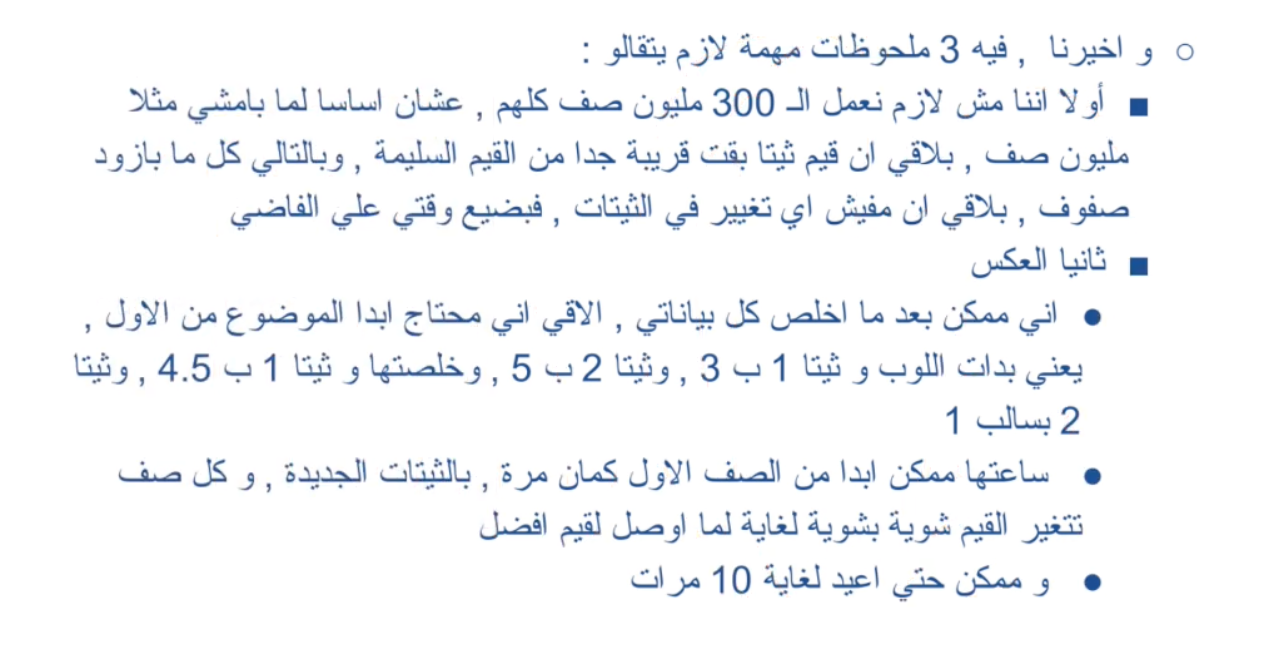 ○ و اخيرنا , فيه 3 ملحوظات مهمة لازم يتقالو :
■ أولا اننا مش لازم نعمل الـ 300 مليون صف كلهم , عشان اساسا لما بامشي مثلا
مليون صف , بلاقي ان قيم ثيتا بقت قريبة جدا من القيم السليمة , وبالتالي كل ما بازود
صفوف , بلاقي ان مفيش اي تغيير في الثيتات , فبضيع وقتي علي الفاضي
■ ثانيا العكس
● اني ممكن بعد ما اخلص كل بياناتي , الاقي اني محتاج ابدا الموضوع من الاول ,
يعني بدات اللوب و ثيتا 1 ب 3 , وثيتا 2 ب 5 , وخلصتها و ثيتا 1 ب 4.5 , وثيتا
2 بسالب 1
● ساعتها ممكن ابدا من الصف الاول كمان مرة , بالثيتات الجديدة , و كل صف
تتغير القيم شوية بشوية لغاية لما اوصل لقيم افضل
● و ممكن حتي اعيد لغاية 10 مرات